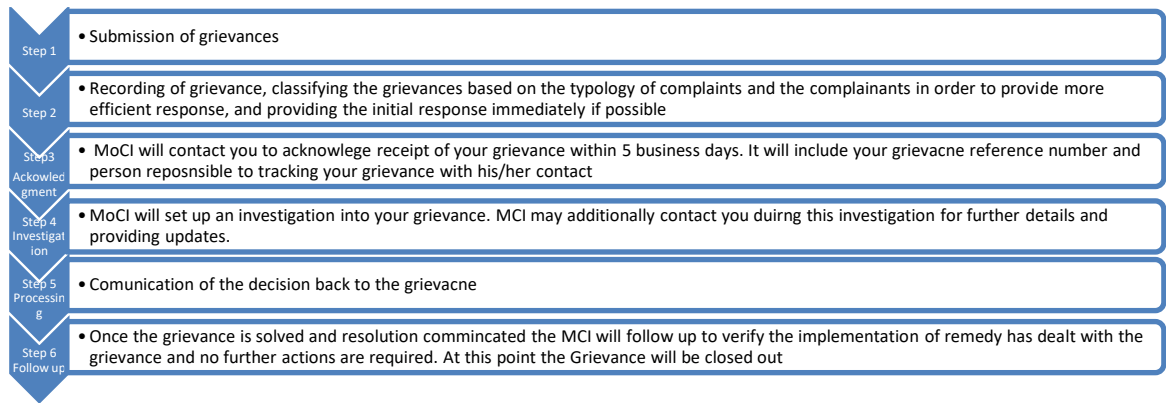 Step 1
• Submission of grievances
Step 2
• Recording of grievance, classifying the grievances based on the typology of complaints and the complainants in order to provide more
efficient response, and providing the initial response immediately if possible
Step3
Ackowled
gment
• MoCI will contact you to acknowlege receipt of your grievance within 5 business days. It will include your grievacne reference number and
person reposnsible to tracking your grievance with his/her contact
Step 4
Investigat
ion
• MoCI will set up an investigation into your grievance. MCI may additionally contact you duirng this investigation for further details and
providing updates.
Step 5
Processin
g
• Comunication of the decision back to the grievacne
Step 6
Follow up
• Once the grievance is solved and resolution commincated the MCI will follow up to verify the implementation of remedy has dealt with the
grievance and no further actions are required. At this point the Grievance will be closed out